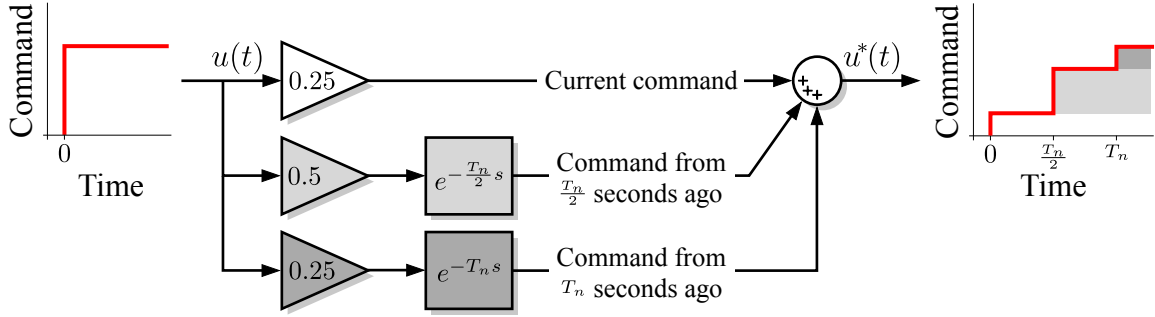 Command
0
Time
u(t)
0.25
Current command
+
+
+
u*(t)
0.5
e^{-\frac{T_n}{2}s}
Command from
\frac{T_n}{2} seconds ago
0.25
e^{-T_n s}
Command from
T_n seconds ago
Command
0
\frac{T_n}{2}
T_n
Time